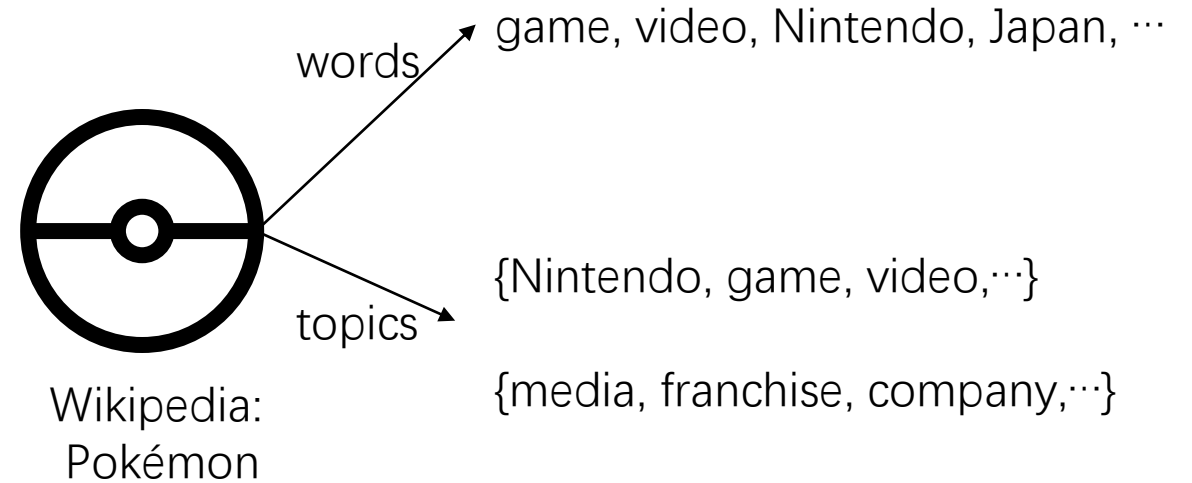 words
game, video, Nintendo, Japan, ⋯
{Nintendo, game, video,⋯}
topics
{media, franchise, company,⋯}
Wikipedia:
Pokémon